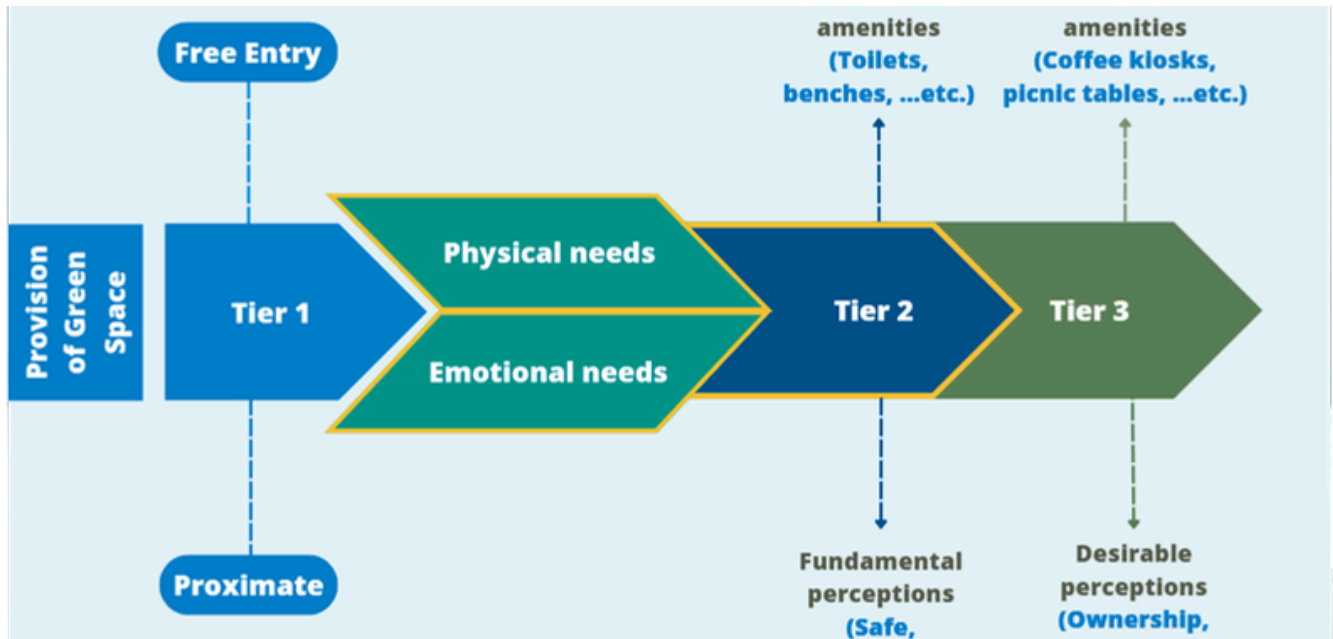 Free Entry
amenities
(Toilets,
benches, ...etc.)
amenities
(Coffee kiosks,
picnic tables, ...etc.)
Provision
of Green
Space
Tier 1
Physical needs
Emotional needs
Tier 2
Tier 3
Proximate
Fundamental
perceptions
(Safe,
Desirable
perceptions
(Ownership,